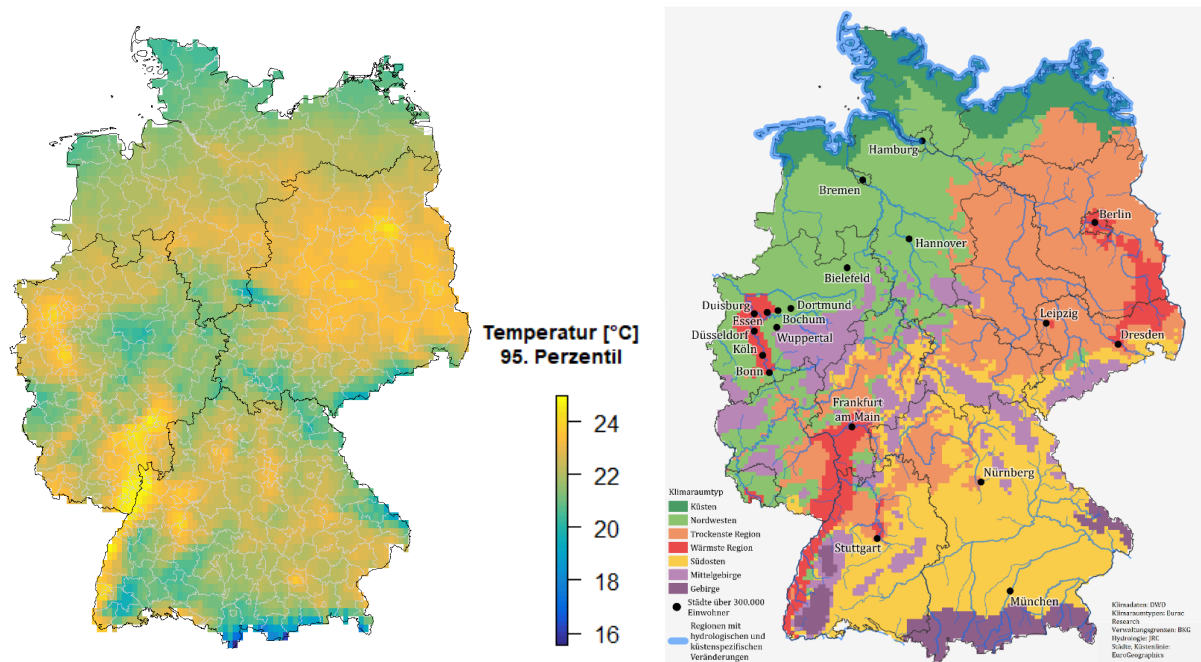 Temperatur [°C]
95. Perzentil
24
22
20
18
16
Hamburg
Bremen
Berlin
Hannover
Bielefeld
Duisburg
Dortmund
Essen
Bochum
Leipzig
Düsseldorf
Wuppertal
Dresden
Köln
Bonn
Frankfurt
am Main
Nürnberg
Stuttgart
München
Klimaraumtyp
Küsten
Nordwesten
Trockenste Region
Wärmste Region
Südosten
Mittelgebirge
Gebirge
Städte über 300.000
Einwohner
Regionen mit
hydrologischen und
küstenspezifischen
Veränderungen
Klimadaten: DWD
Klimaraumtypen: Eurac
Research
Verwaltungsgrenzen: BKG
Hydrologie: JRC
Städte, Küstenlinie:
EuroGeographics